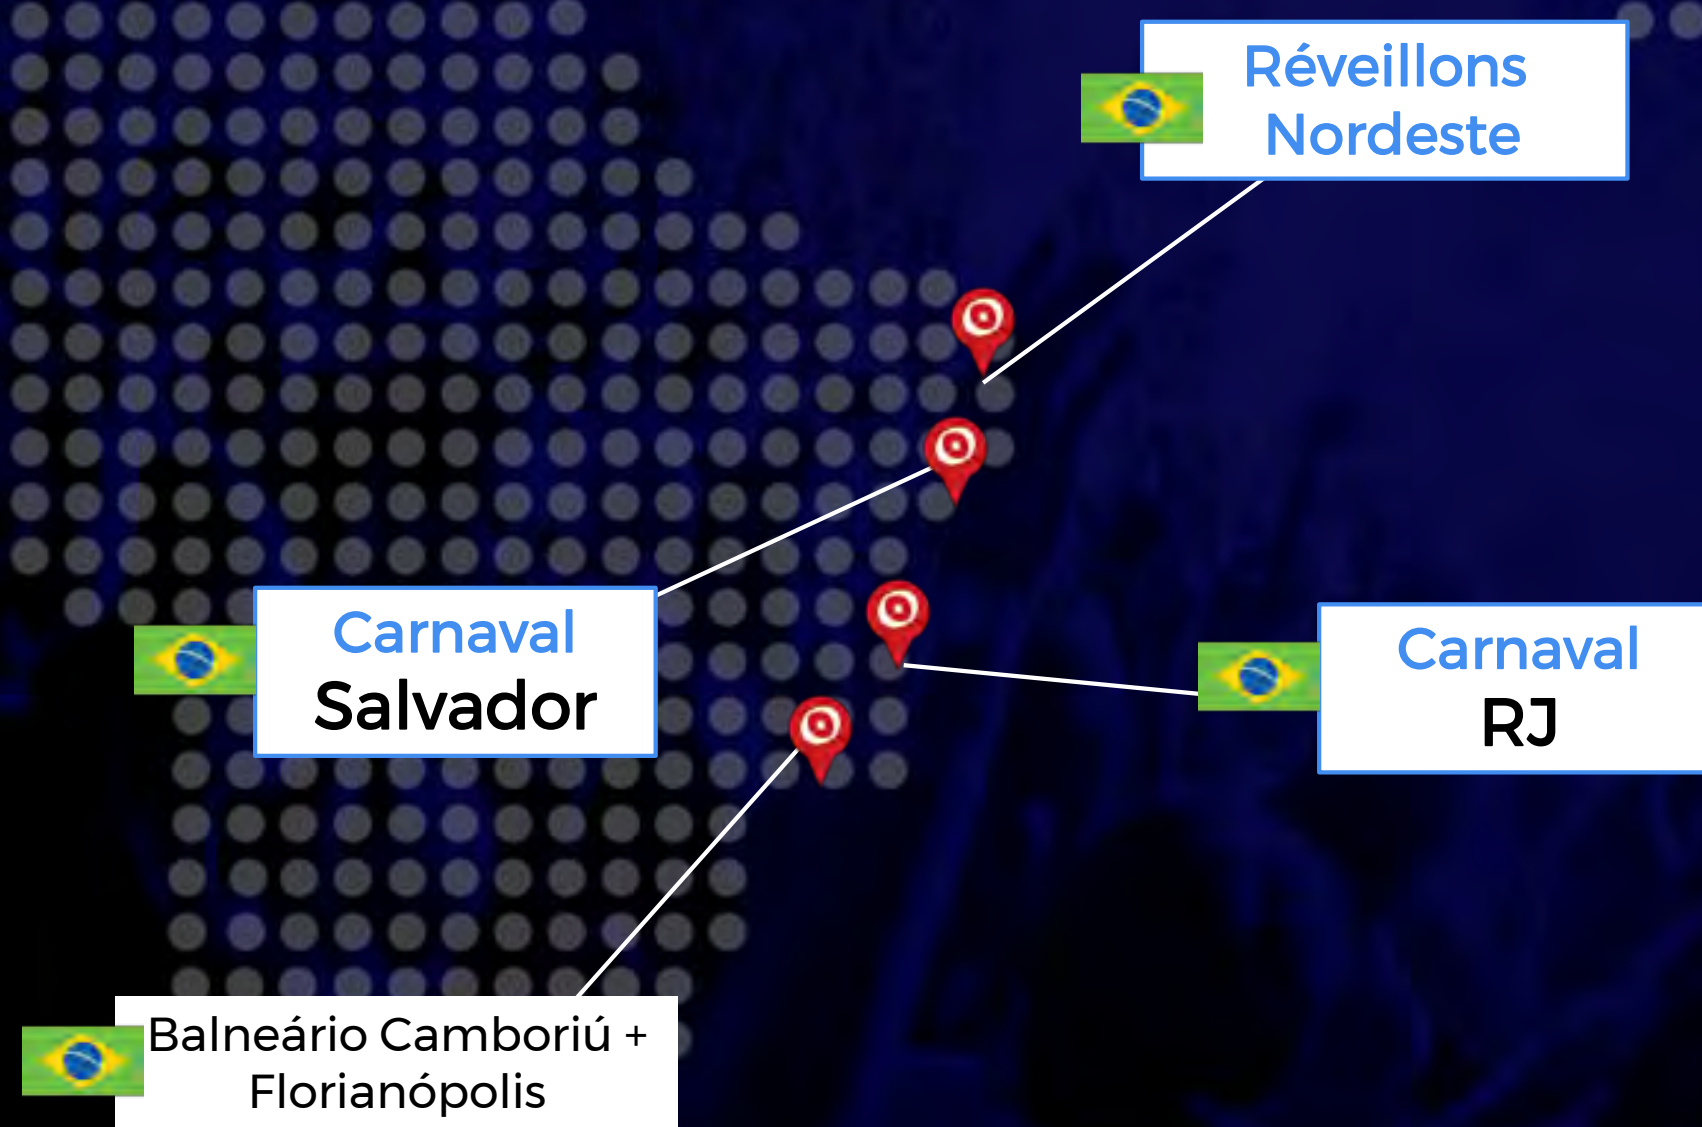 Réveillons
Nordeste
Carnaval
Salvador
Carnaval
RJ
Balneário Camboriú +
Florianópolis